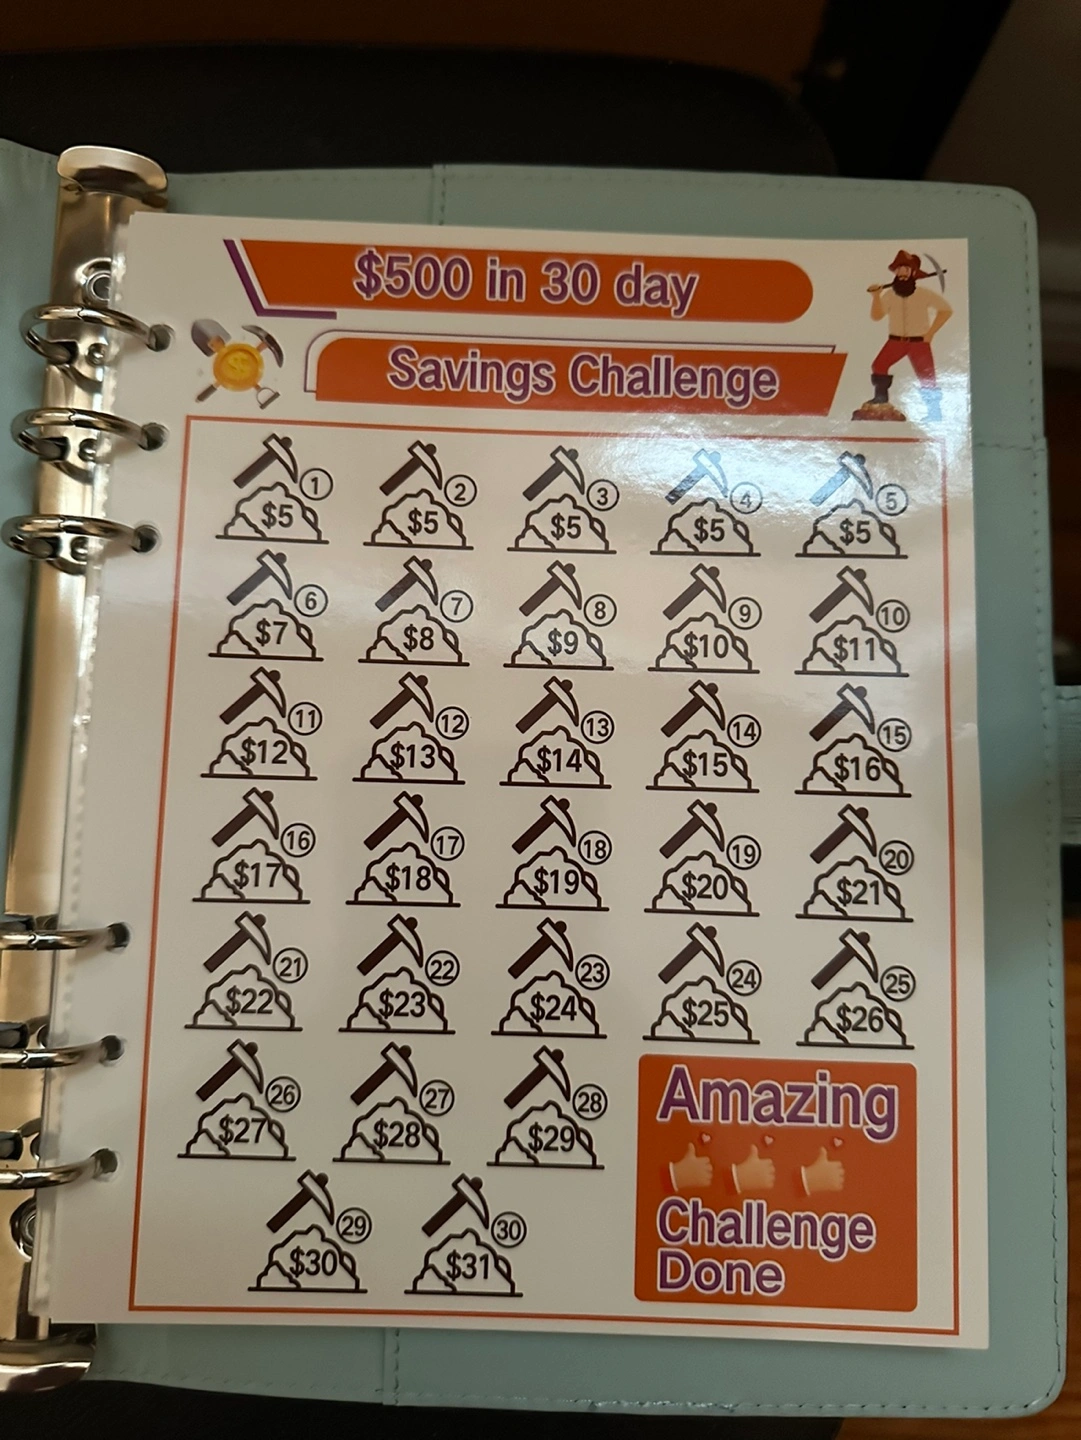 $500 in 30 day
Savings Challenge
1 2 3 4 5
$5 $5 $5 $5 $5
6 7 8 9 10
$7 $8 $9 $10 $11
11 12 13 14 15
$12 $13 $14 $15 $16
16 17 18 19 20
$17 $18 $19 $20 $21
21 22 23 24 25
$22 $23 $24 $25 $26
26 27 28
$27 $28 $29
29 30
$30 $31
Amazing
Challenge
Done